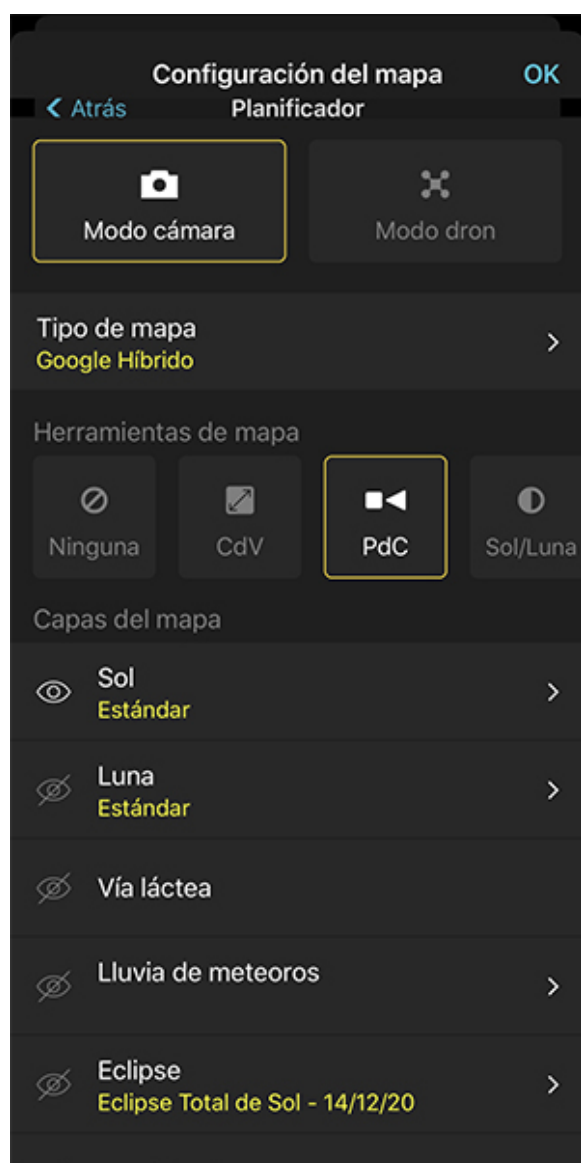 Configuración del mapa
OK
Atrás
Planificador
Modo cámara
Modo dron
Tipo de mapa
Google Híbrido
Herramientas de mapa
Ninguna
CdV
PdC
Sol/Luna
Capas del mapa
Sol
Estándar
Luna
Estándar
Vía láctea
Lluvia de meteoros
Eclipse
Eclipse Total de Sol - 14/12/20